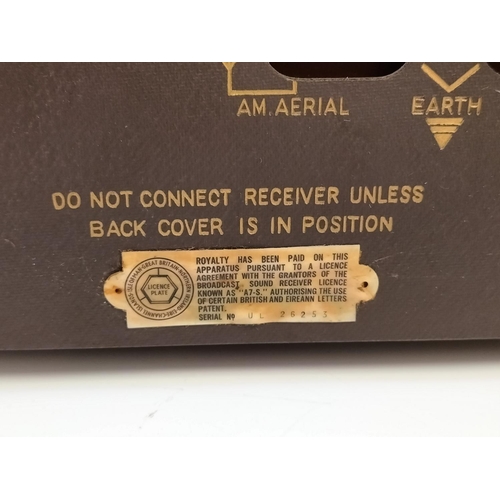 AM. AERIAL
EARTH
DO NOT CONNECT RECEIVER UNLESS
BACK COVER IS IN POSITION
LICENCE
PLATE
ROYALTY HAS BEEN PAID ON THIS
APPARATUS PURSUANT TO A LICENCE
AGREEMENT WITH THE GRANTORS OF THE
BROADCAST SOUND RECEIVER LICENCE
KNOWN AS "A7-S." AUTHORISING THE USE
OF CERTAIN BRITISH AND EIREANN LETTERS
PATENT.
SERIAL No